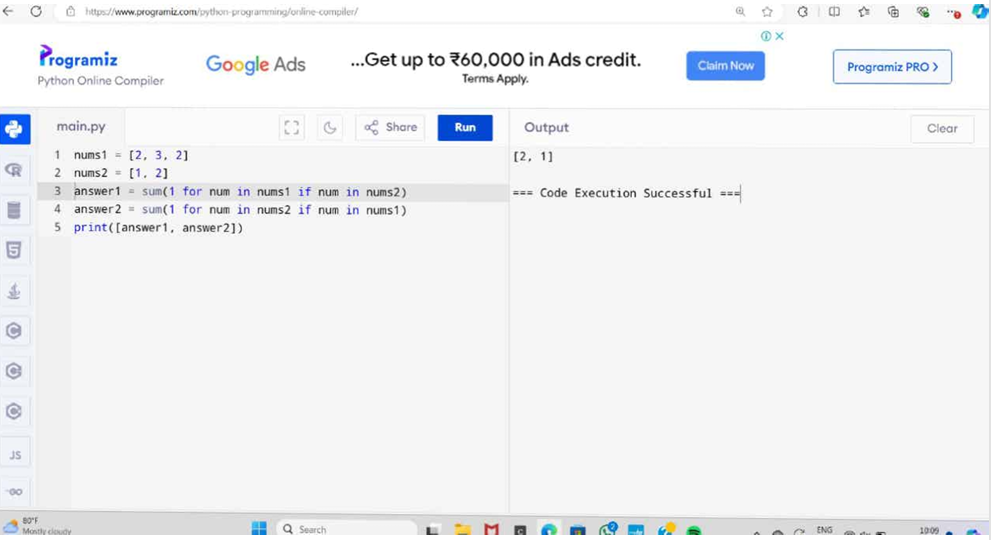 https://www.programiz.com/python-programming/online-compiler/
Programiz
Python Online Compiler
Google Ads
...Get up to ₹60,000 in Ads credit.
Terms Apply.
Claim Now
Programiz PRO >
main.py
Share
Run
Output
Clear
1 nums1 = [2, 3, 2]
2 nums2 = [1, 2]
3 answer1 = sum(1 for num in nums1 if num in nums2)
4 answer2 = sum(1 for num in nums2 if num in nums1)
5 print([answer1, answer2])
[2, 1]
=== Code Execution Successful ===
JS
80°F
Mostly cloudy
Search
ENG
10:09